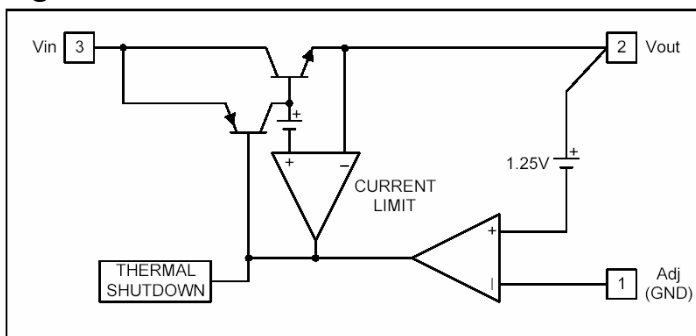 Vin 3
2 Vout
+
+ −
CURRENT
LIMIT
1.25V +
+
−
THERMAL
SHUTDOWN
1 Adj
(GND)